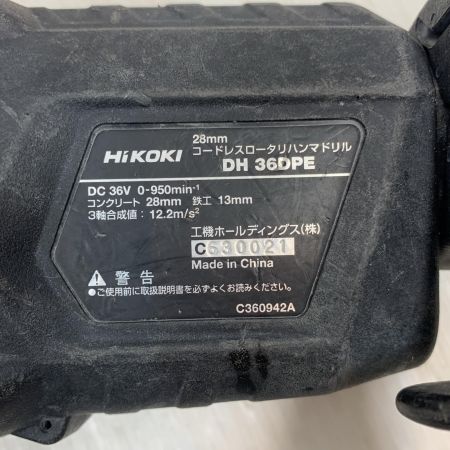 28mm
コードレスロータリハンマドリル
HiKOKI DH 36DPE
DC 36V 0-950min⁻¹
コンクリート 28mm 鉄工 13mm
3軸合成値：12.2m/s²
工機ホールディングス(株)
C530021
Made in China
警告
●ご使用前に取扱説明書を必ずよくお読みください。
C360942A